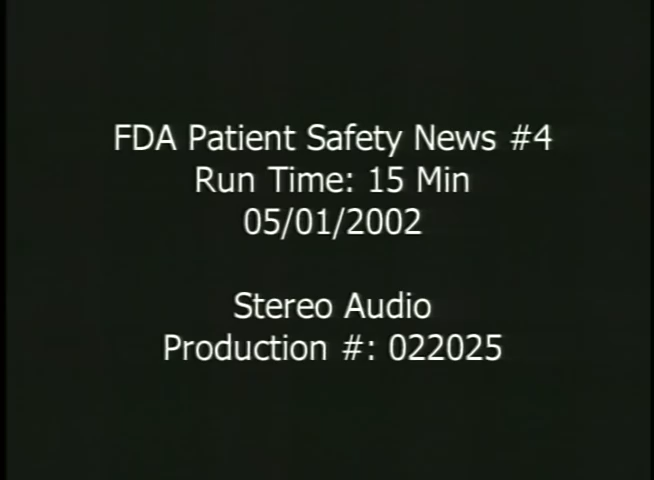 FDA Patient Safety News #4
Run Time: 15 Min
05/01/2002
Stereo Audio
Production #: 022025